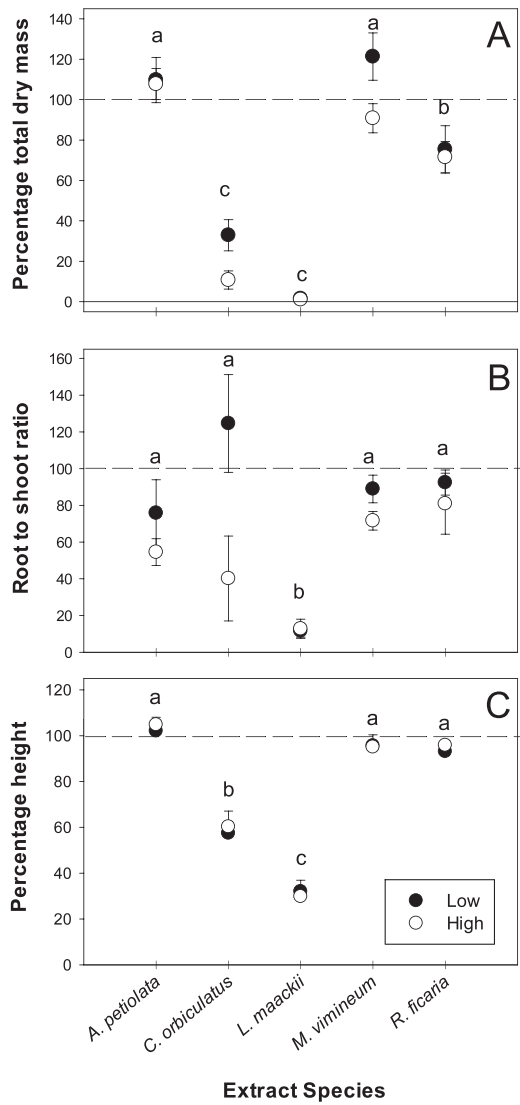 A
Percentage total dry mass
140
120
100
80
60
40
20
0
a
c
c
a
b
B
Root to shoot ratio
160
140
120
100
80
60
40
20
0
a
a
b
a
a
C
Percentage height
120
100
80
60
40
20
0
a
b
c
a
a
Low
High
A. petiolata
C. orbiculatus
L. maackii
M. vimineum
R. ficaria
Extract Species